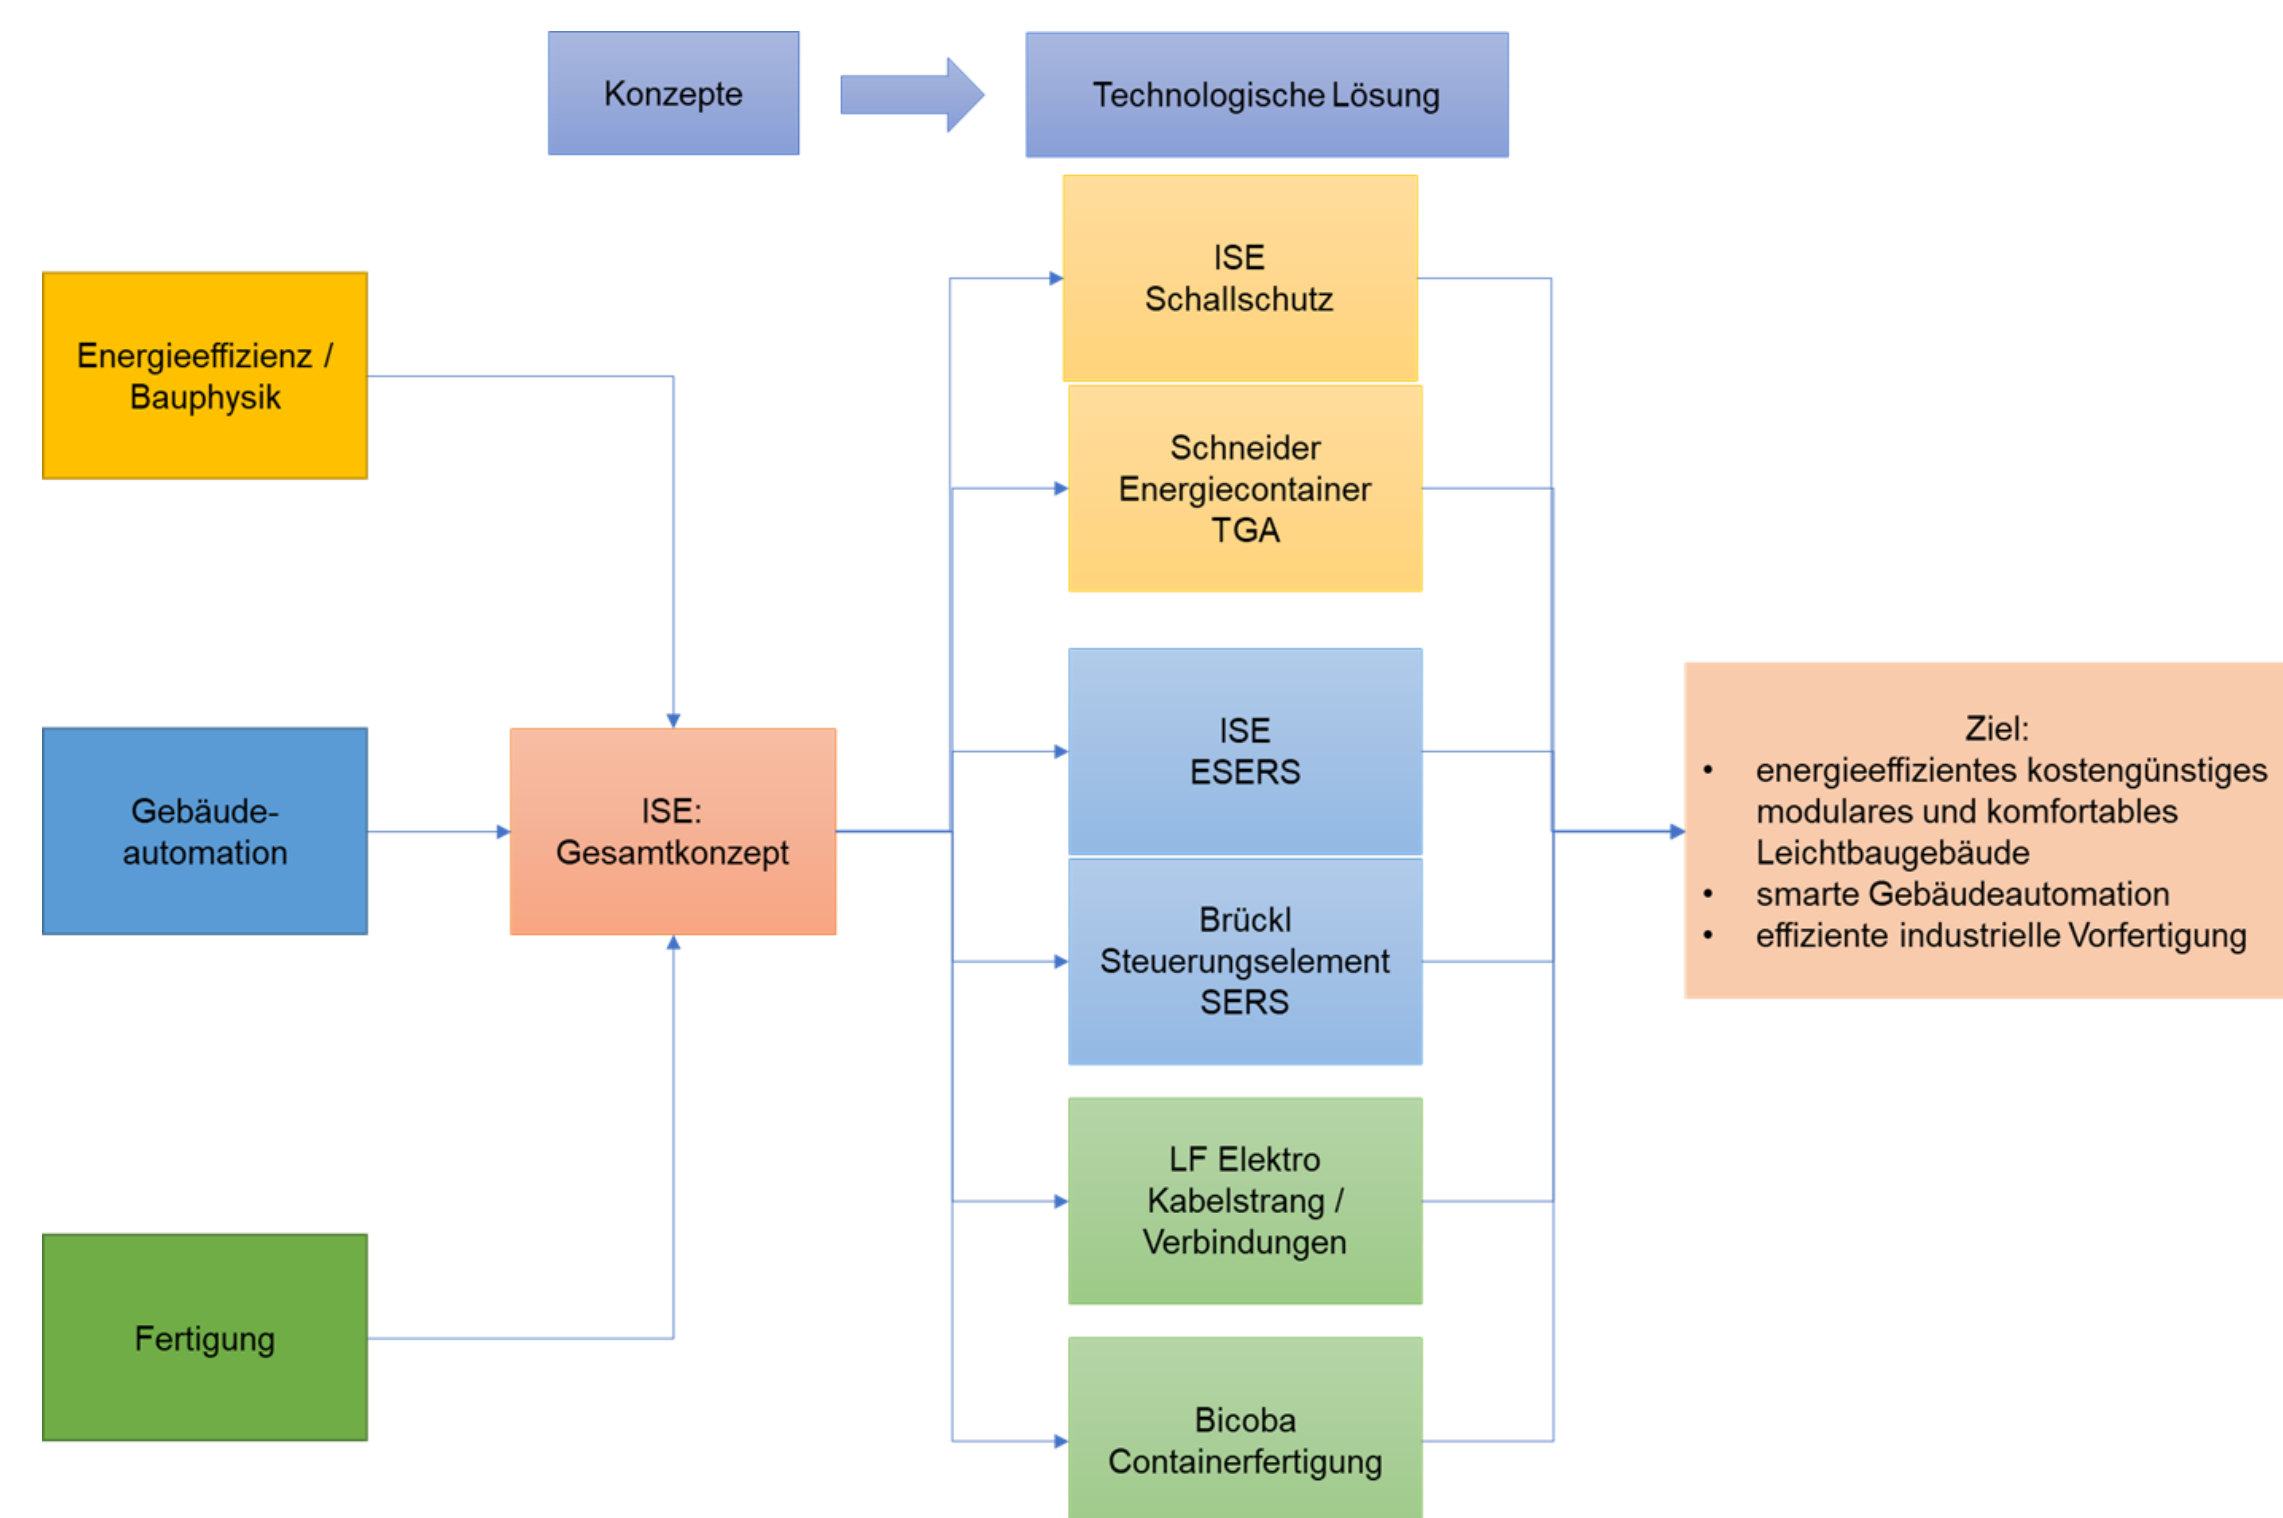 Konzepte
Technologische Lösung
Energieeffizienz /
Bauphysik
Gebäude-
automation
Fertigung
ISE:
Gesamtkonzept
ISE
Schallschutz
Schneider
Energiecontainer
TGA
ISE
ESERS
Brückl
Steuerungselement
SERS
LF Elektro
Kabelstrang /
Verbindungen
Bicoba
Containerfertigung
Ziel:
• energieeffizientes kostengünstiges
modulares und komfortables
Leichtbaugebäude
• smarte Gebäudeautomation
• effiziente industrielle Vorfertigung